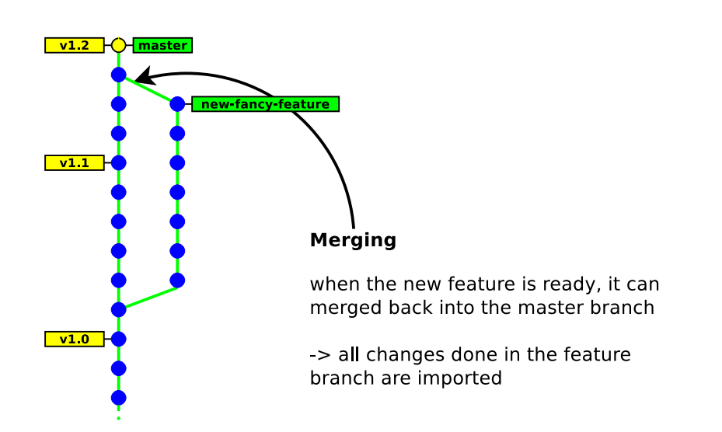 v1.2
master
new-fancy-feature
v1.1
Merging
when the new feature is ready, it can
merged back into the master branch
v1.0
-> all changes done in the feature
branch are imported